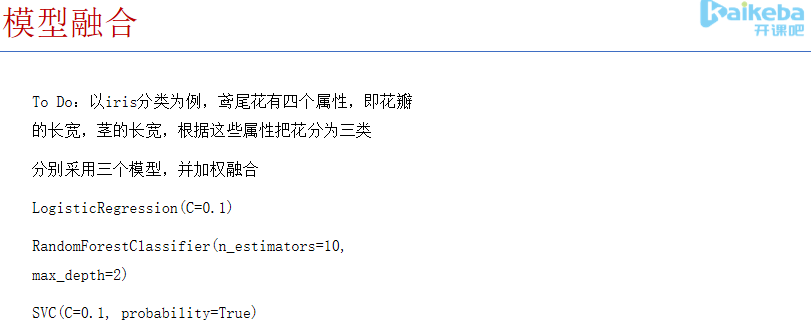 模型融合
Kaikeba
开课吧
To Do：以iris分类为例，鸢尾花有四个属性，即花瓣
的长宽，茎的长宽，根据这些属性把花分为三类
分别采用三个模型，并加权融合
LogisticRegression(C=0.1)
RandomForestClassifier(n_estimators=10,
max_depth=2)
SVC(C=0.1, probability=True)